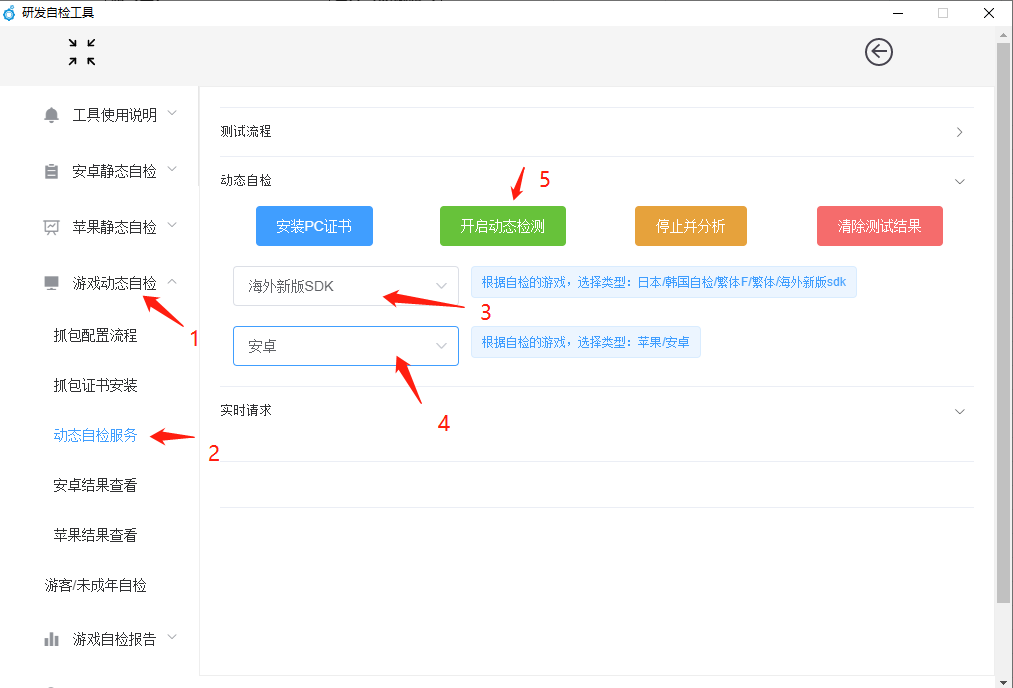 研发自检工具
工具使用说明
安卓静态自检
苹果静态自检
游戏动态自检
1
抓包配置流程
抓包证书安装
动态自检服务
2
安卓结果查看
苹果结果查看
游客/未成年自检
游戏自检报告
测试流程
动态自检
5
安装PC证书
开启动态检测
停止并分析
清除测试结果
海外新版SDK
根据自检的游戏，选择类型：日本/韩国自检/繁体F/繁体/海外新版sdk
3
安卓
根据自检的游戏，选择类型：苹果/安卓
4
实时请求